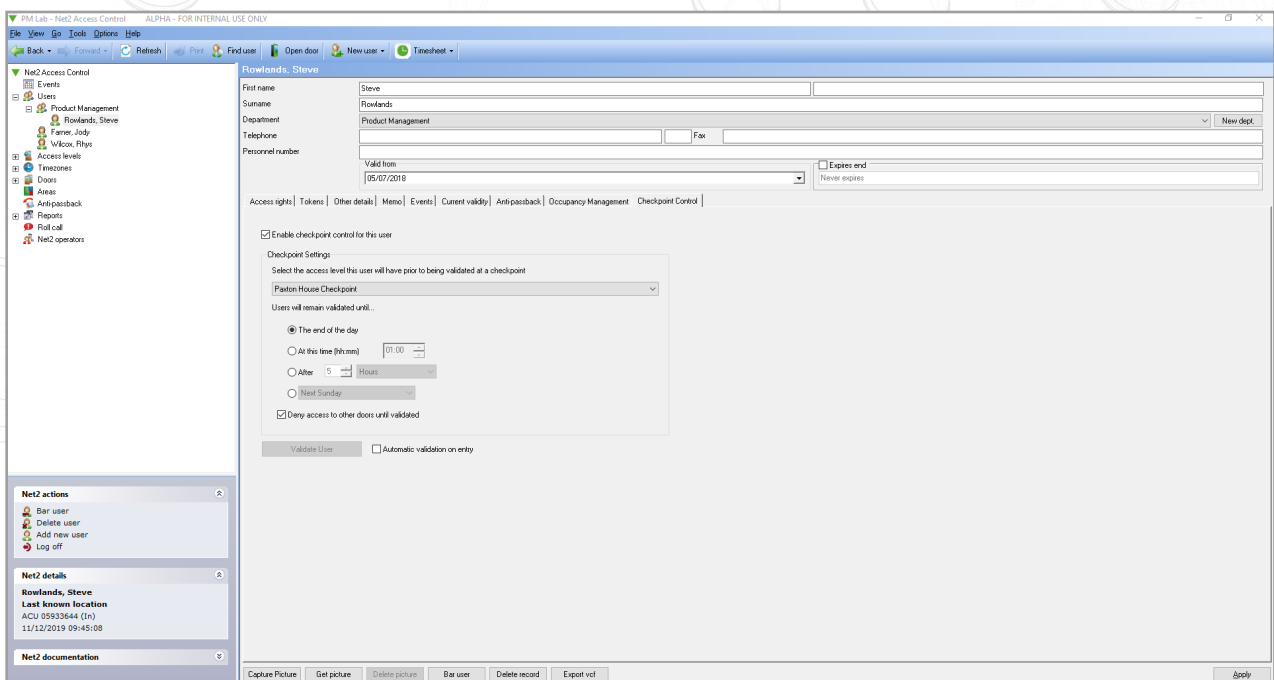 PM Lab - Net2 Access Control ALPHA - FOR INTERNAL USE ONLY
File View Go Tools Options Help
Back Forward Refresh Print Find user Open door New user Timesheet
Net2 Access Control
Events
Users
Product Management
Rowlands, Steve
Farner, Jody
Wilcox, Rhys
Access levels
Timezones
Doors
Areas
Anti-passback
Reports
Roll call
Net2 operators
Net2 actions
Bar user
Delete user
Add new user
Log off
Net2 details
Rowlands, Steve
Last known location
ACU 05933644 (In)
11/12/2019 09:45:08
Net2 documentation
Rowlands, Steve
First name Steve
Surname Rowlands
Department Product Management New dept.
Telephone Fax
Personnel number
Valid from Expires end
05/07/2018 Never expires
Access rights Tokens Other details Memo Events Current validity Anti-passback Occupancy Management Checkpoint Control
Enable checkpoint control for this user
Checkpoint Settings
Select the access level this user will have prior to being validated at a checkpoint
Paxton House Checkpoint
Users will remain validated until...
The end of the day
At this time (hh:mm) 01:00
After 5 Hours
Next Sunday
Deny access to other doors until validated
Validate User Automatic validation on entry
Capture Picture Get picture Delete picture Bar user Delete record Export vcf Apply